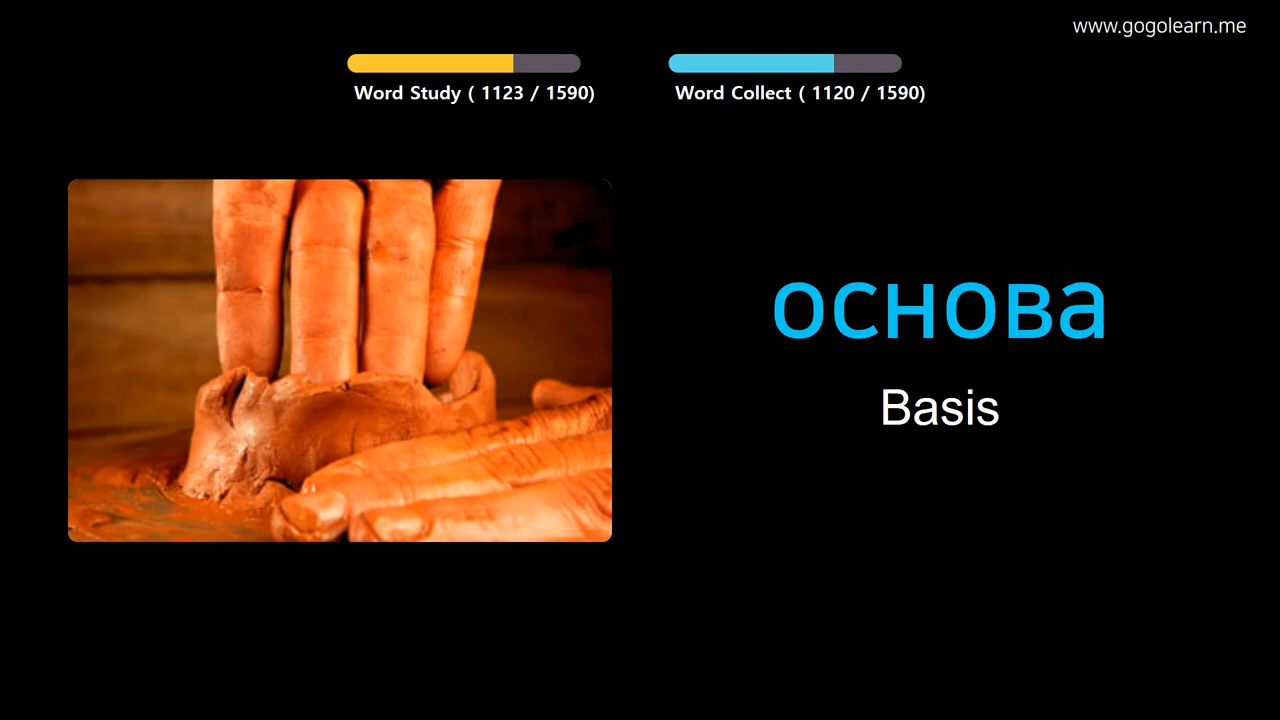 www.gogolearn.me
Word Study ( 1123 / 1590)
Word Collect ( 1120 / 1590)
основа
Basis